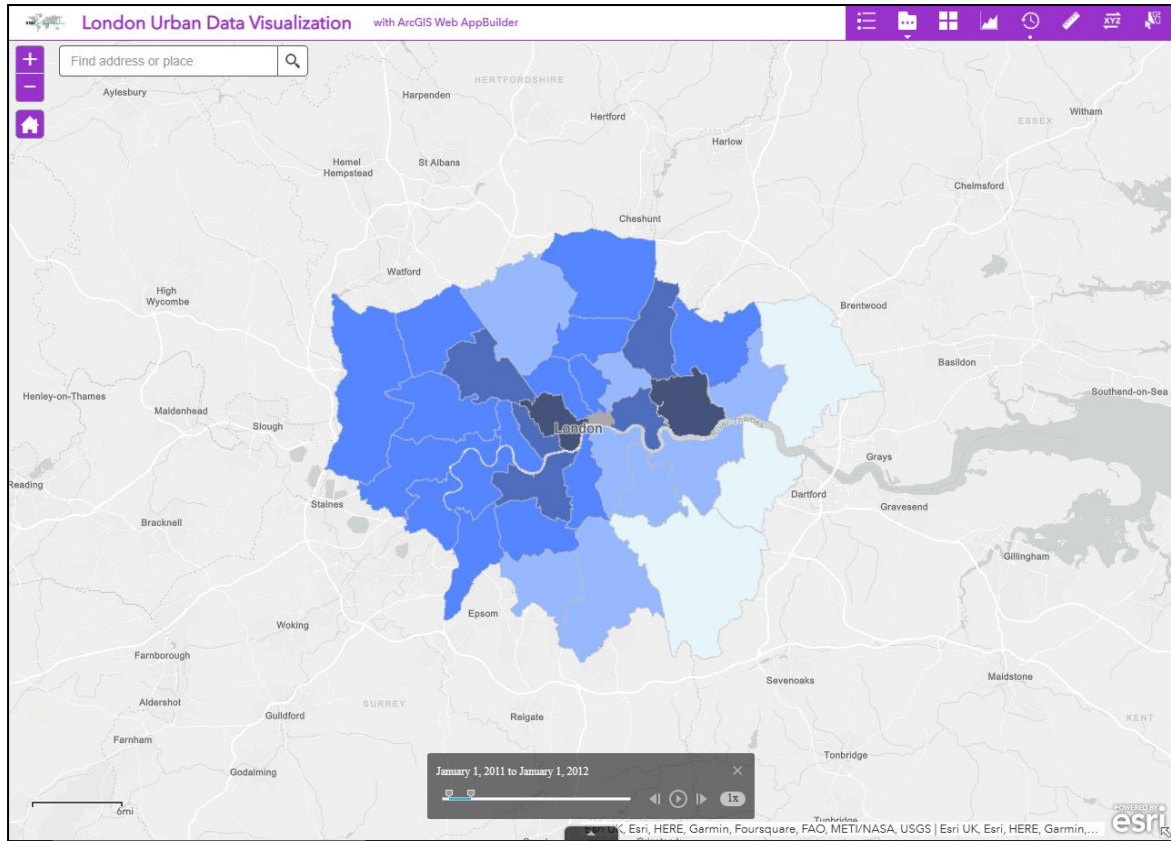 London Urban Data Visualization with ArcGIS Web AppBuilder
XYZ
+
Find address or place
−
HERTFORDSHIRE
Aylesbury
Harpenden
Hertford
Witham
ESSEX
Harlow
Hemel
Hempstead
St Albans
Chelmsford
Cheshunt
Watford
High
Wycombe
Brentwood
Basildon
Henley-on-Thames
Southend-on-Sea
Maidenhead
Slough
London
Grays
Reading
Dartford
Staines
Gravesend
Bracknell
Gillingham
Epsom
Woking
Farnborough
Sevenoaks
Maidstone
Aldershot
SURREY
Guildford
Reigate
KENT
Farnham
Tonbridge
Godalming
January 1, 2011 to January 1, 2012
1x
6mi
POWERED BY
esri
Esri UK, Esri, HERE, Garmin, Foursquare, FAO, METI/NASA, USGS | Esri UK, Esri, HERE, Garmin,...